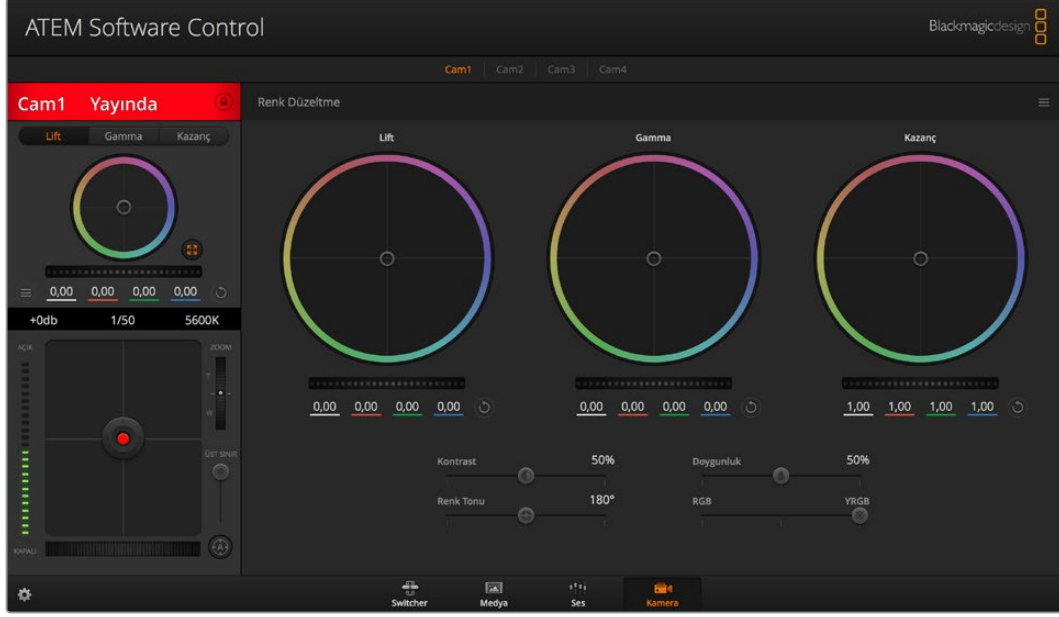 ATEM Software Control
Blackmagicdesign
Cam1 Cam2 Cam3 Cam4
Cam1 Yayında
Renk Düzeltme
Lift Gamma Kazanç
Lift Gamma Kazanç
0,00 0,00 0,00 0,00
+0db 1/50 5600K
AÇIK
ZOOM
T
W
ÜST SINIR
KAPALI
A
0,00 0,00 0,00 0,00
0,00 0,00 0,00 0,00
1,00 1,00 1,00 1,00
Kontrast 50%
Doygunluk 50%
Renk Tonu 180°
RGB YRGB
Switcher Medya Ses Kamera